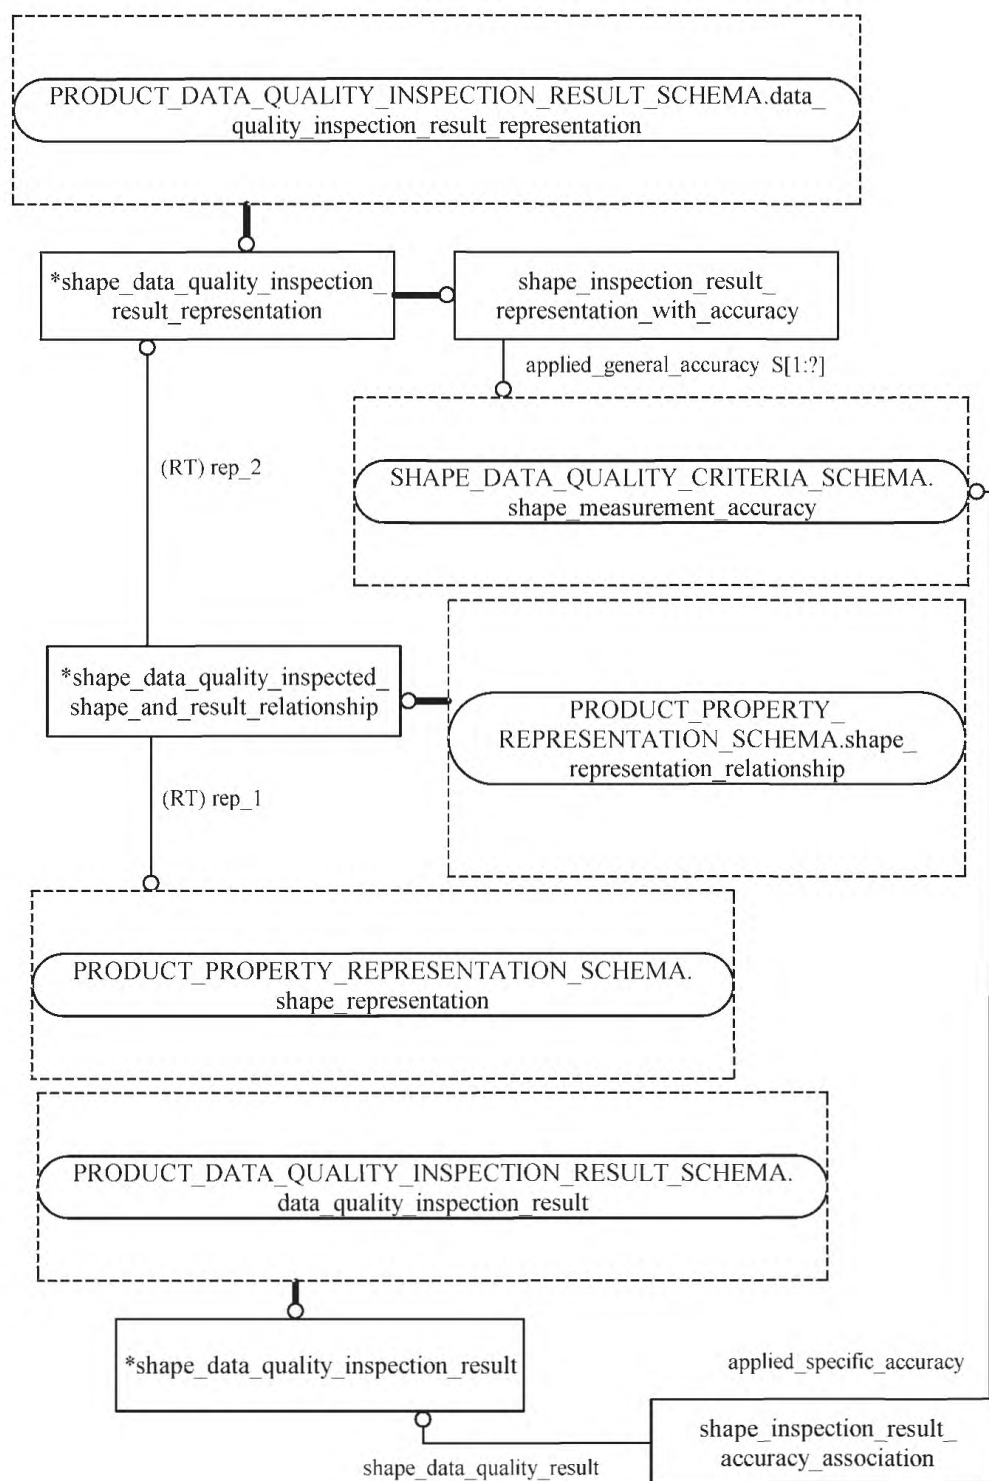 PRODUCT_DATA_QUALITY_INSPECTION_RESULT_SCHEMA.data_
quality_inspection_result_representation
*shape_data_quality_inspection_
result_representation
shape_inspection_result_
representation_with_accuracy
applied_general_accuracy S[1:?]
(RT) rep_2
SHAPE_DATA_QUALITY_CRITERIA_SCHEMA.
shape_measurement_accuracy
*shape_data_quality_inspected_
shape_and_result_relationship
PRODUCT_PROPERTY_
REPRESENTATION_SCHEMA.shape_
representation_relationship
(RT) rep_1
PRODUCT_PROPERTY_REPRESENTATION_SCHEMA.
shape_representation
PRODUCT_DATA_QUALITY_INSPECTION_RESULT_SCHEMA.
data_quality_inspection_result
*shape_data_quality_inspection_result
applied_specific_accuracy
shape_inspection_result_
accuracy_association
shape_data_quality_result